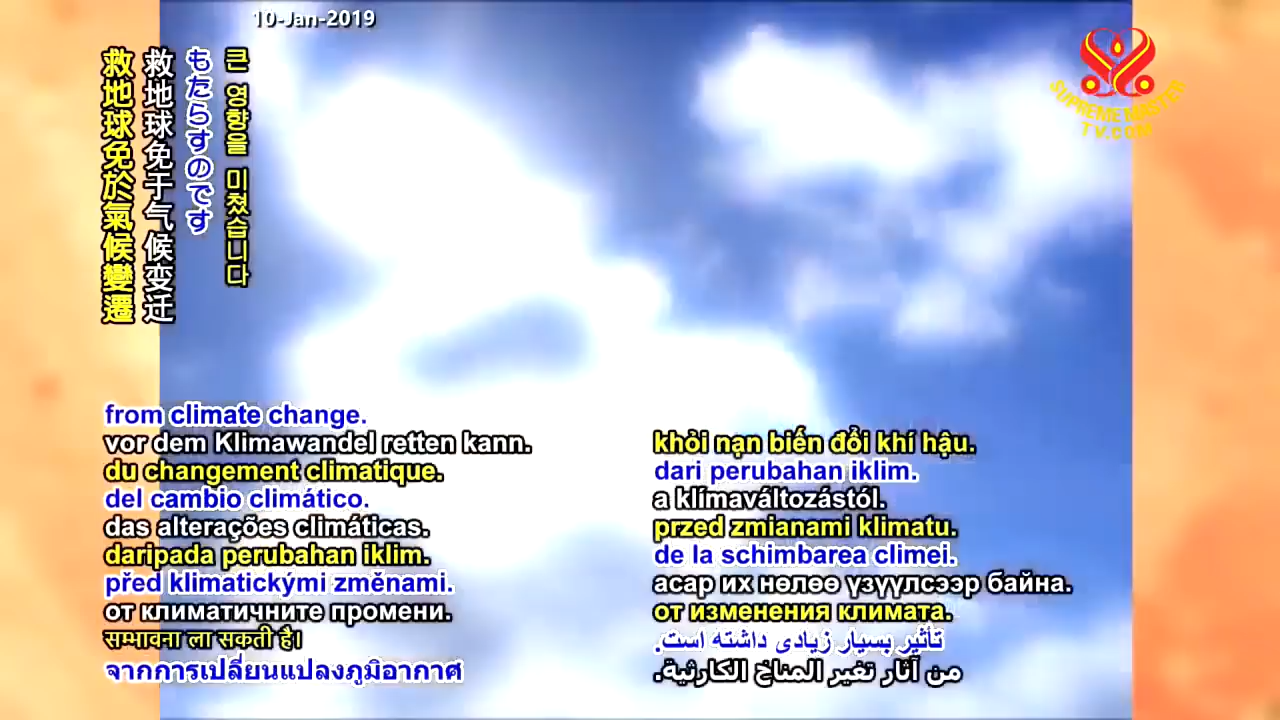 10-Jan-2019
SUPREME MASTER
TV.COM
큰 영향을 미쳤습니다
もたらすのです
救地球免于气候变迁
救地球免於氣候變遷
from climate change.
vor dem Klimawandel retten kann.
du changement climatique.
del cambio climático.
das alterações climáticas.
daripada perubahan iklim.
před klimatickými změnami.
от климатичните промени.
सम्भावना ला सकती है।
จากการเปลี่ยนแปลงภูมิอากาศ
khỏi nạn biến đổi khí hậu.
dari perubahan iklim.
a klímaváltozástól.
przed zmianami klimatu.
de la schimbarea climei.
асар их нөлөө үзүүлсээр байна.
от изменения климата.
تأثیر بسیار زیادی داشته است.
من آثار تغير المناخ الكارثية.